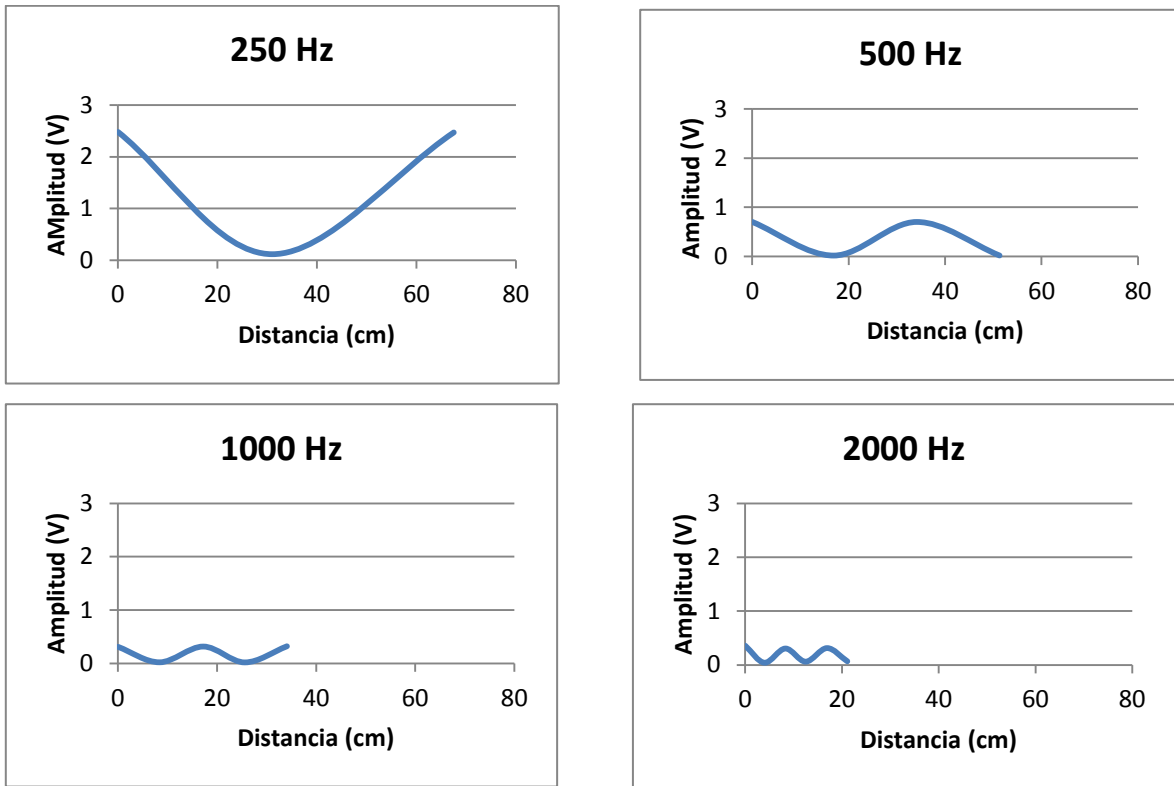 250 Hz
AMplitud (V)
3
2
1
0
0 20 40 60 80
Distancia (cm)
500 Hz
Amplitud (V)
3
2
1
0
0 20 40 60 80
Distancia (cm)
1000 Hz
Amplitud (V)
3
2
1
0
0 20 40 60 80
Distancia (cm)
2000 Hz
Amplitud (V)
3
2
1
0
0 20 40 60 80
Distancia (cm)